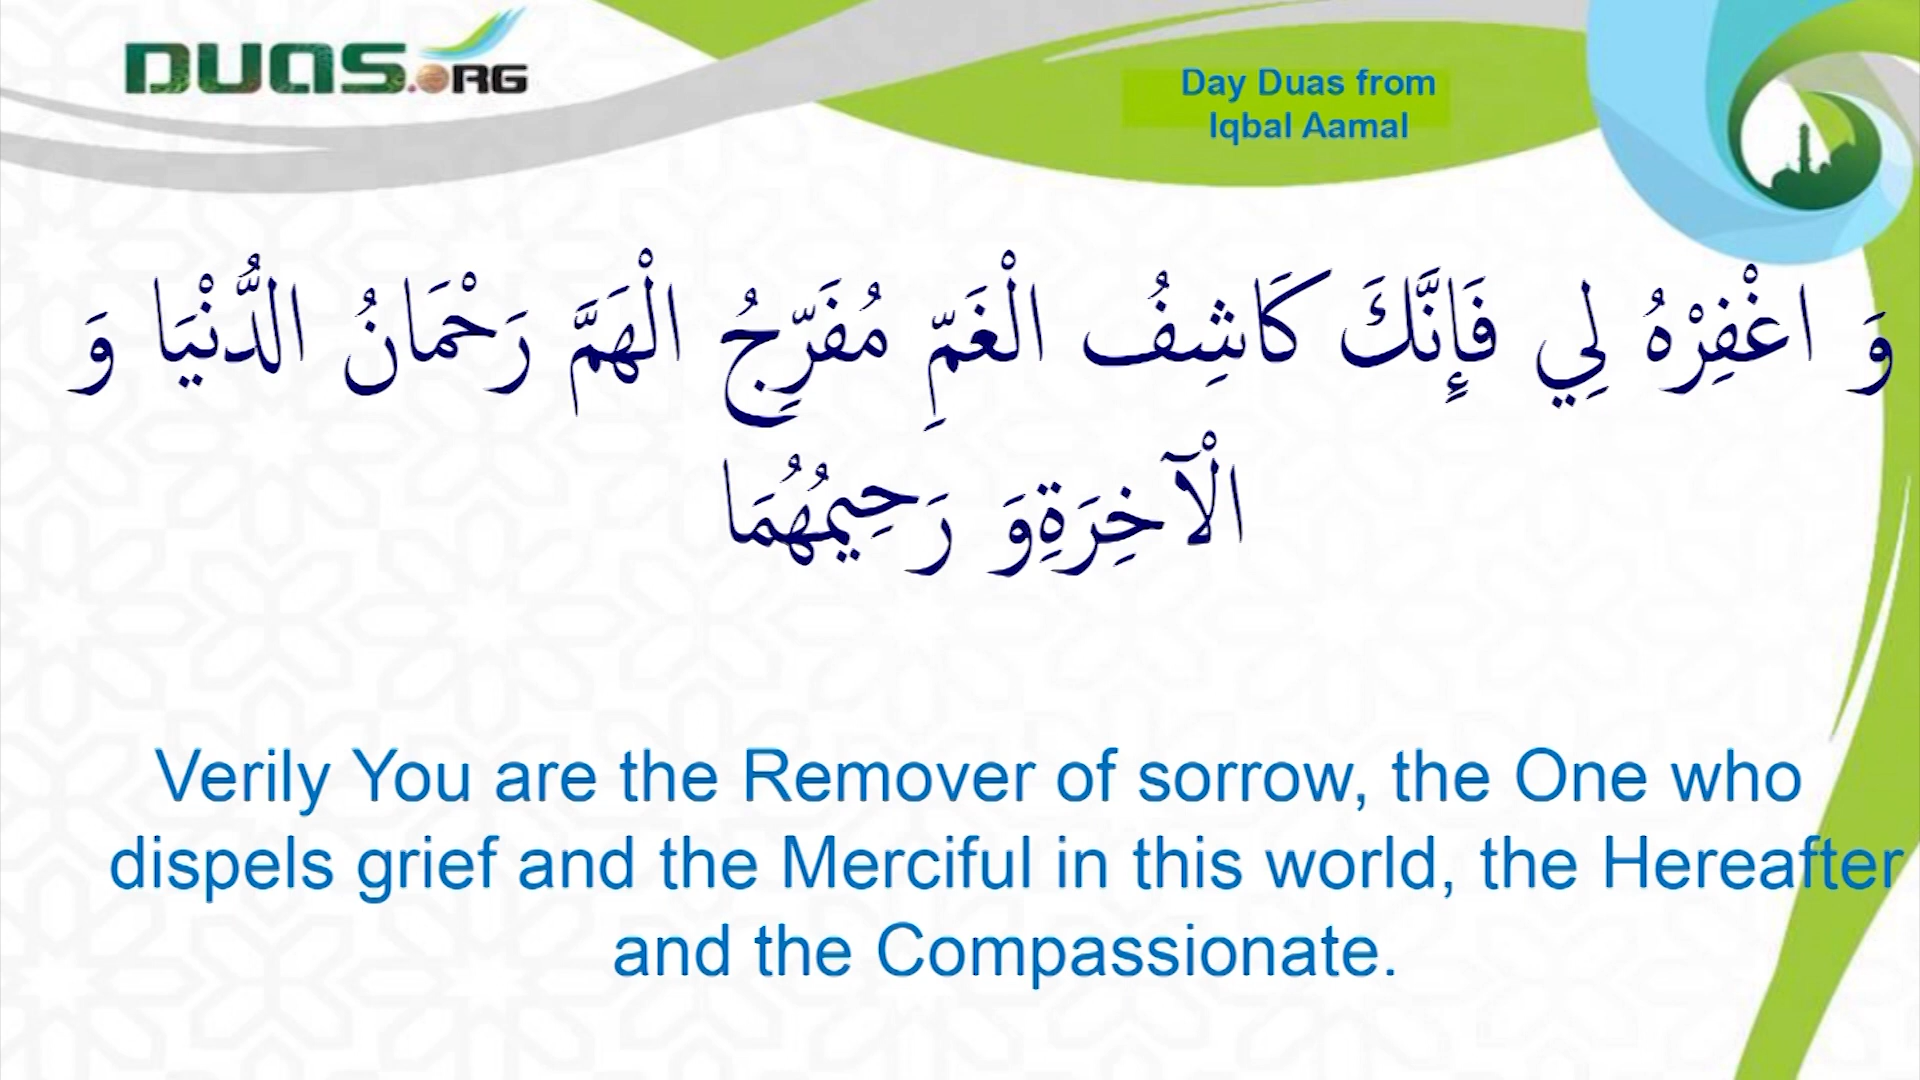 DUAS.ORG
Day Duas from
Iqbal Aamal
وَ اغْفِرْهُ لِي فَإِنَّكَ كَاشِفُ الْغَمِّ مُفَرِّجُ الْهَمَّ رَحْمَانُ الدُّنْيَا وَ
الْآخِرَةِوَ رَحِيمُهُمَا
Verily You are the Remover of sorrow, the One who
dispels grief and the Merciful in this world, the Hereafter
and the Compassionate.